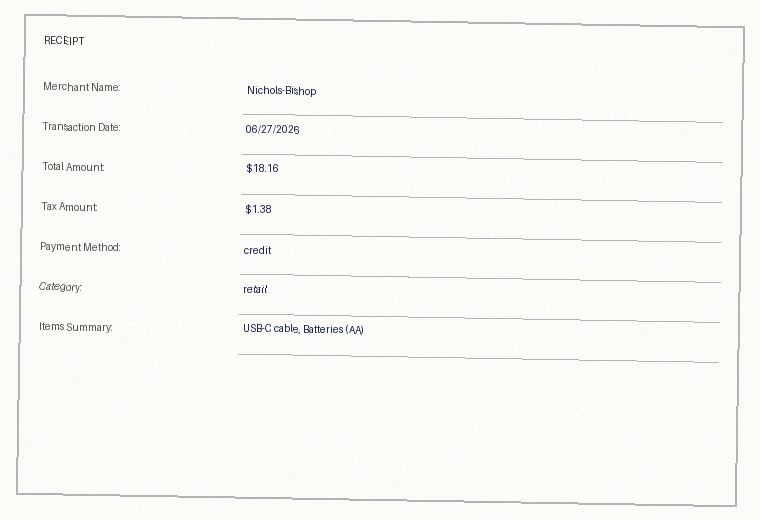 RECEIPT
Merchant Name: Nichols-Bishop
Transaction Date: 06/27/2026
Total Amount: $18.16
Tax Amount: $1.38
Payment Method: credit
Category: retail
Items Summary: USB-C cable, Batteries (AA)